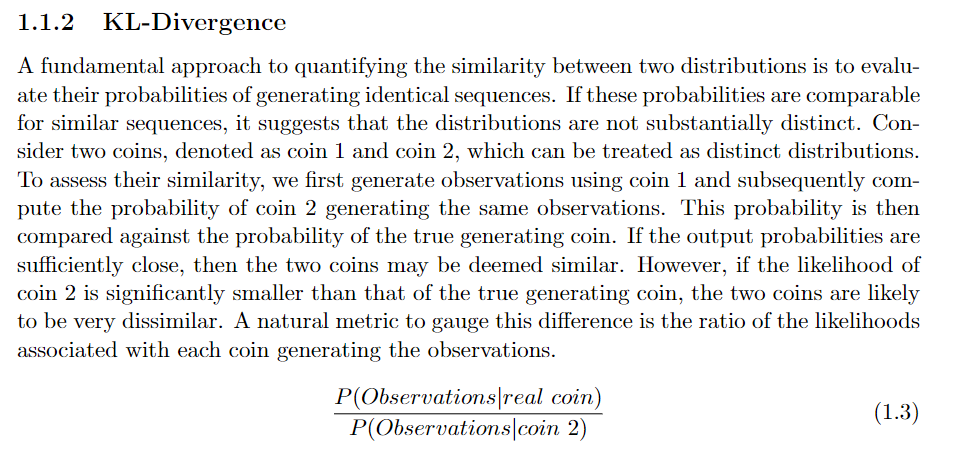 1.1.2 KL-Divergence
A fundamental approach to quantifying the similarity between two distributions is to evalu-
ate their probabilities of generating identical sequences. If these probabilities are comparable
for similar sequences, it suggests that the distributions are not substantially distinct. Con-
sider two coins, denoted as coin 1 and coin 2, which can be treated as distinct distributions.
To assess their similarity, we first generate observations using coin 1 and subsequently com-
pute the probability of coin 2 generating the same observations. This probability is then
compared against the probability of the true generating coin. If the output probabilities are
sufficiently close, then the two coins may be deemed similar. However, if the likelihood of
coin 2 is significantly smaller than that of the true generating coin, the two coins are likely
to be very dissimilar. A natural metric to gauge this difference is the ratio of the likelihoods
associated with each coin generating the observations.
P(Observations|real coin)
P(Observations|coin 2)
(1.3)